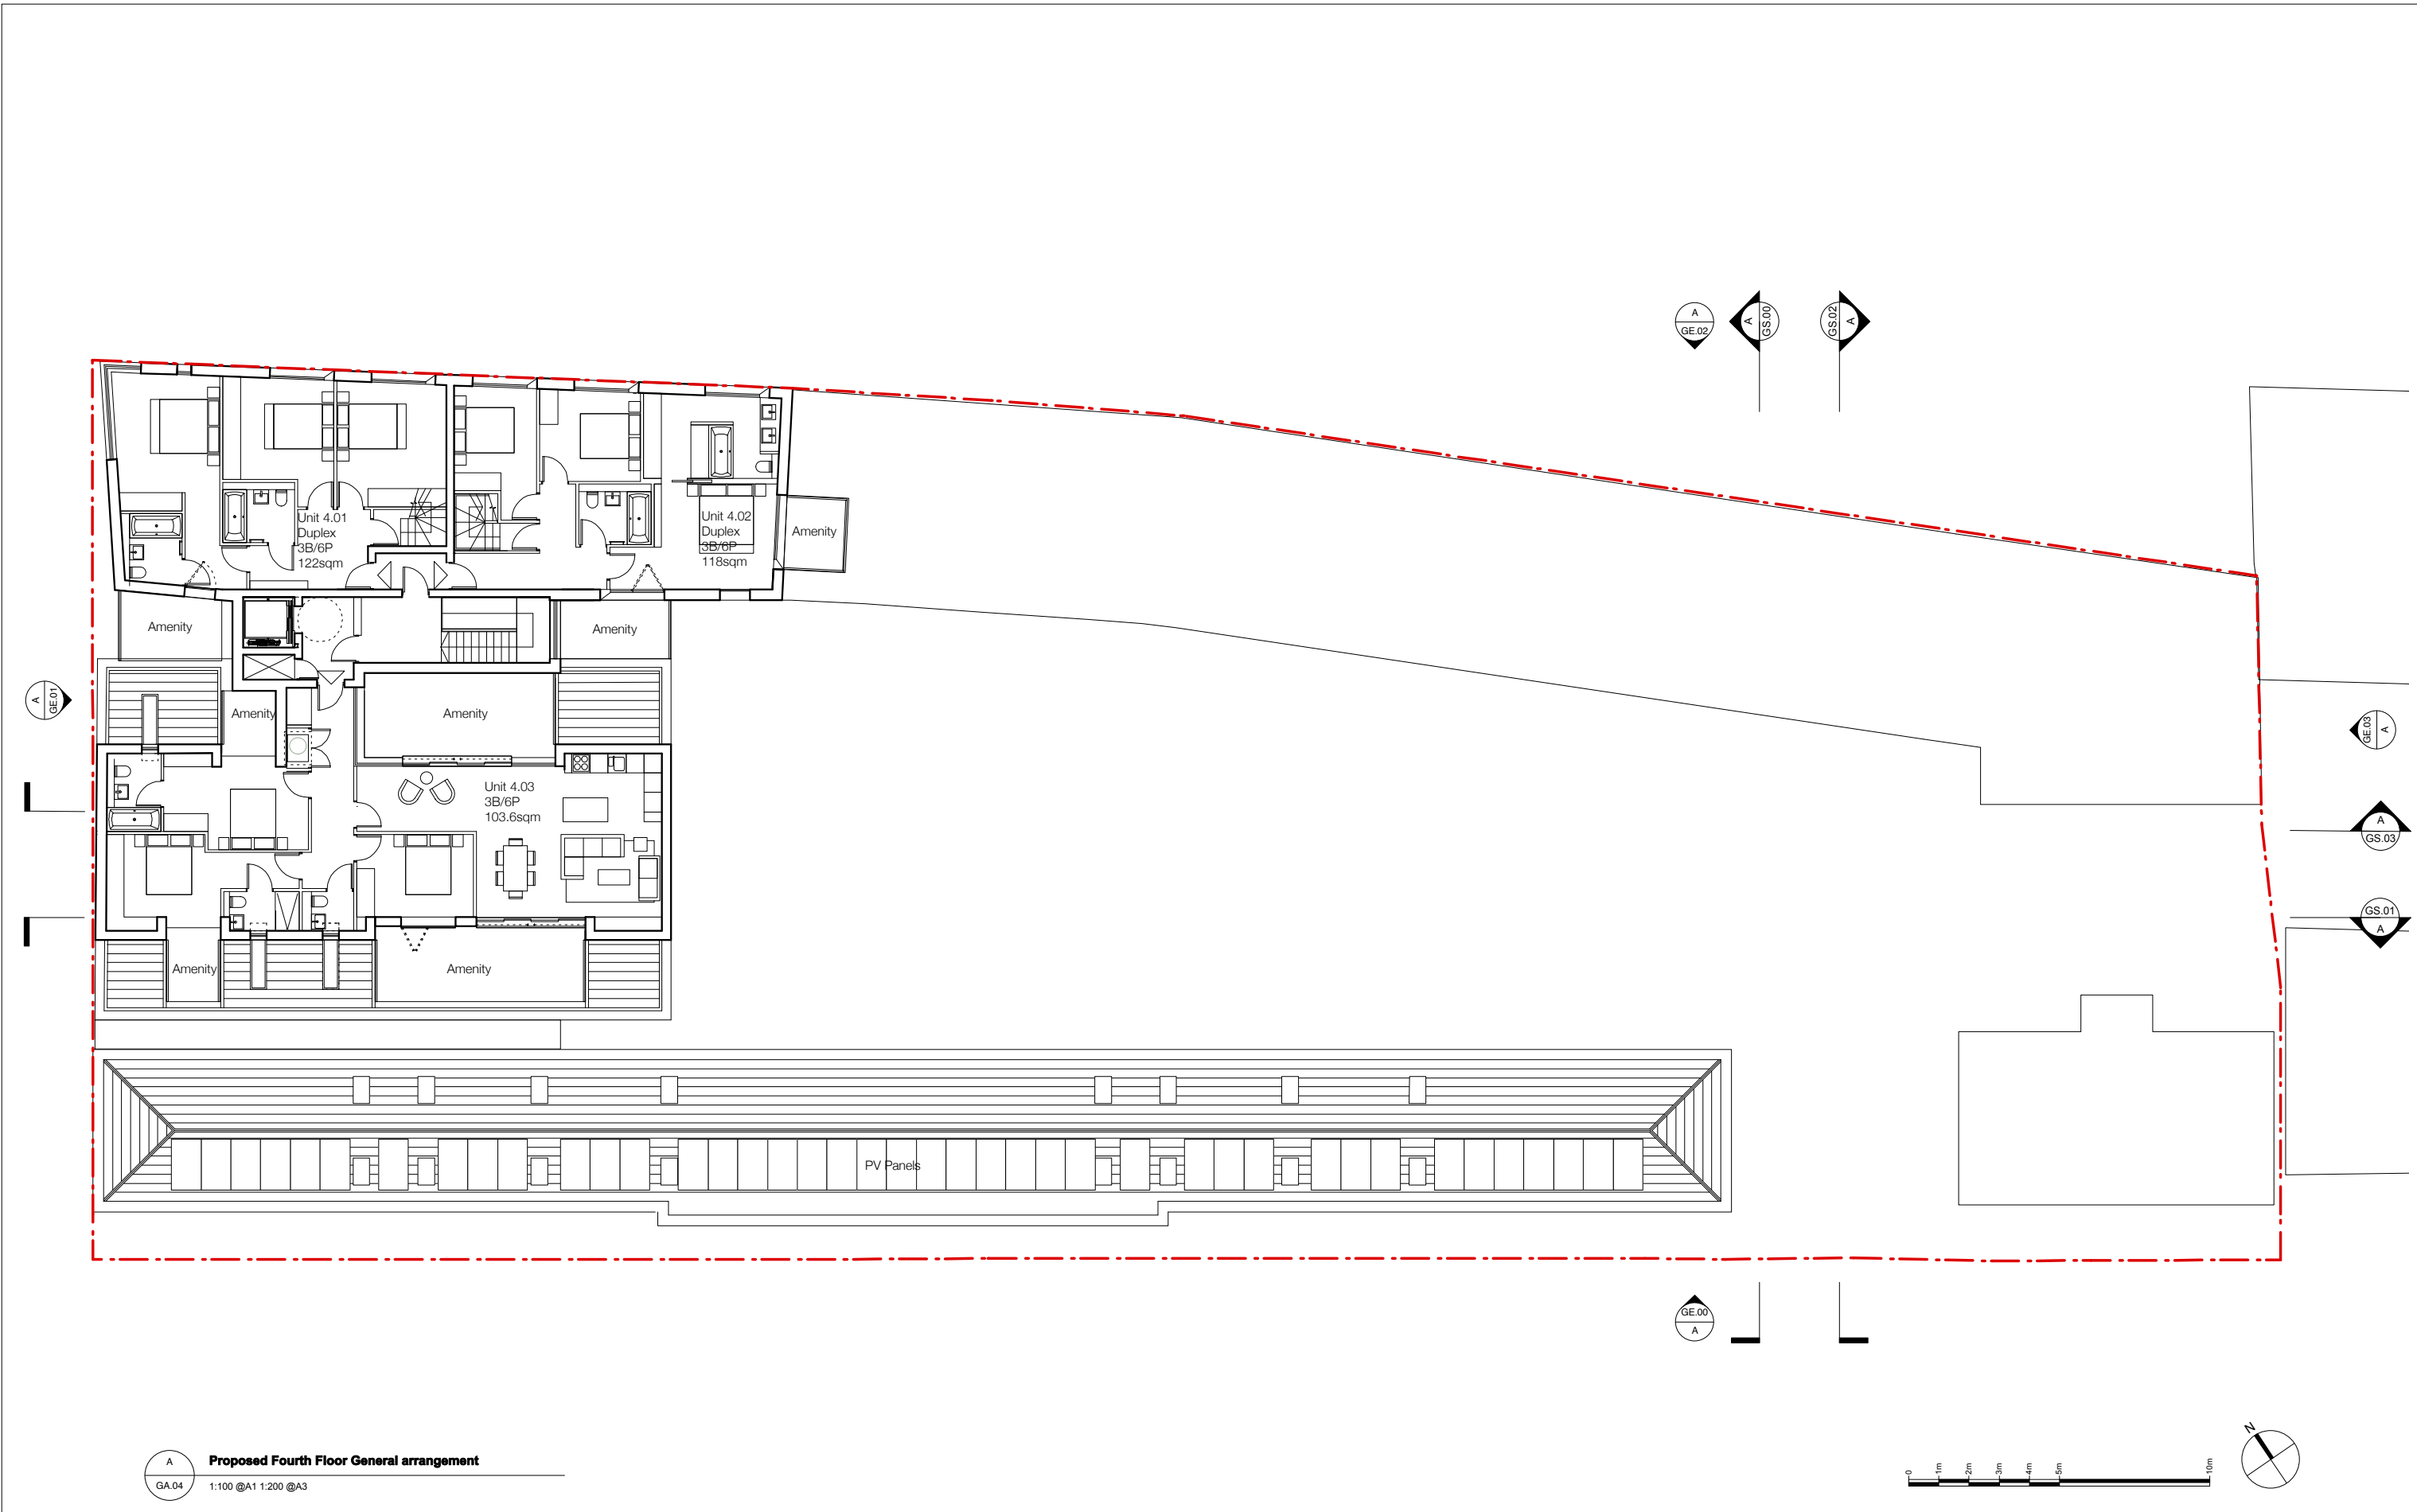 A
GE.02
A
GS.00
GS.02
A
Unit 4.01
Duplex
3B/6P
122sqm
Unit 4.02
Duplex
3B/6P
118sqm
Amenity
Amenity
Amenity
A
GE.01
Amenity
Amenity
GE.03
A
Unit 4.03
3B/6P
103.6sqm
A
GS.03
GS.01
A
Amenity
Amenity
PV Panels
GE.00
A
N
A
GA.04
Proposed Fourth Floor General arrangement
1:100 @A1 1:200 @A3
0
1m
2m
3m
4m
5m
10m